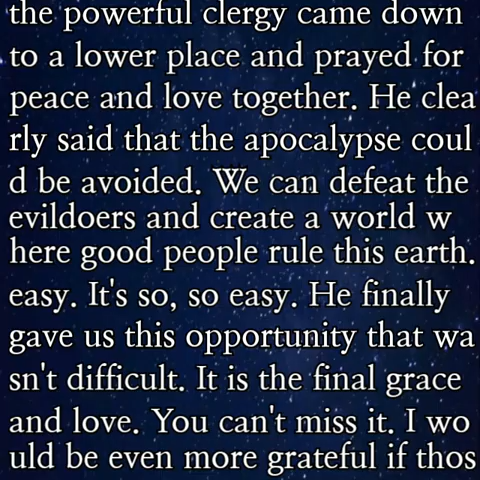 the powerful clergy came down
to a lower place and prayed for
peace and love together. He clea
rly said that the apocalypse coul
d be avoided. We can defeat the
evildoers and create a world w
here good people rule this earth.
easy. It's so, so easy. He finally
gave us this opportunity that wa
sn't difficult. It is the final grace
and love. You can't miss it. I wo
uld be even more grateful if thos